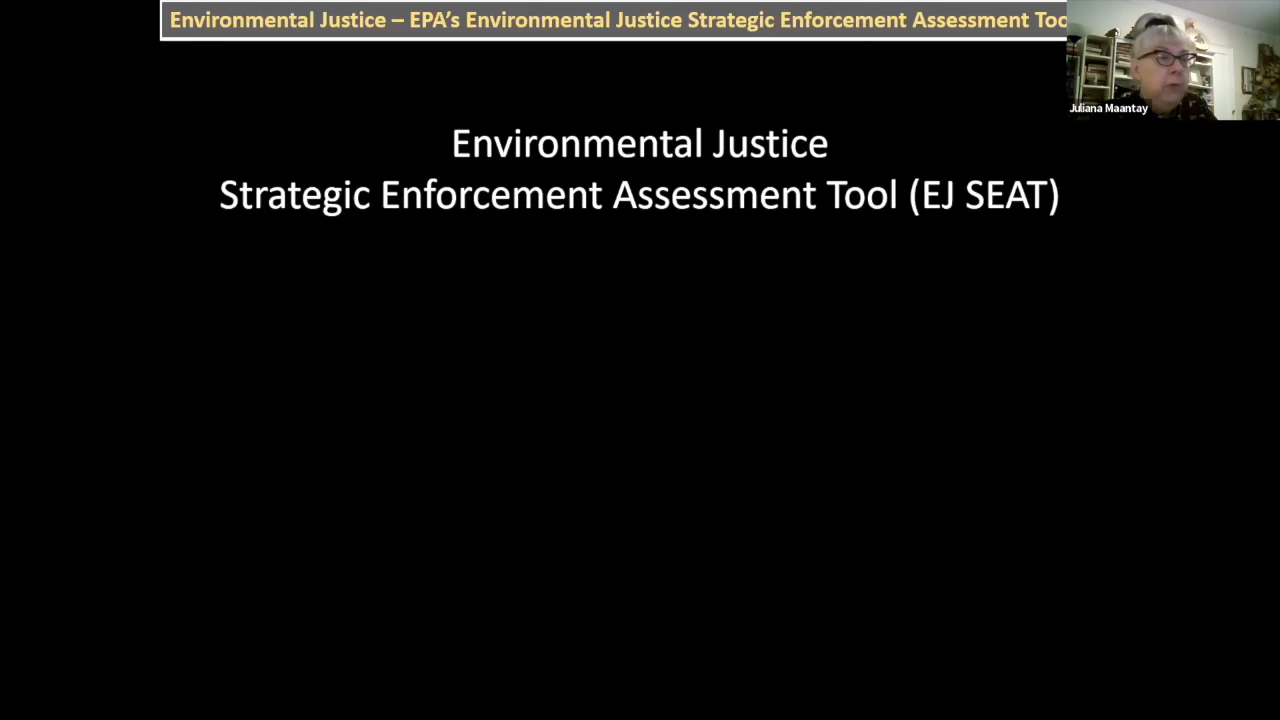 Environmental Justice – EPA’s Environmental Justice Strategic Enforcement Assessment Too
Juliana Maantay
Environmental Justice
Strategic Enforcement Assessment Tool (EJ SEAT)